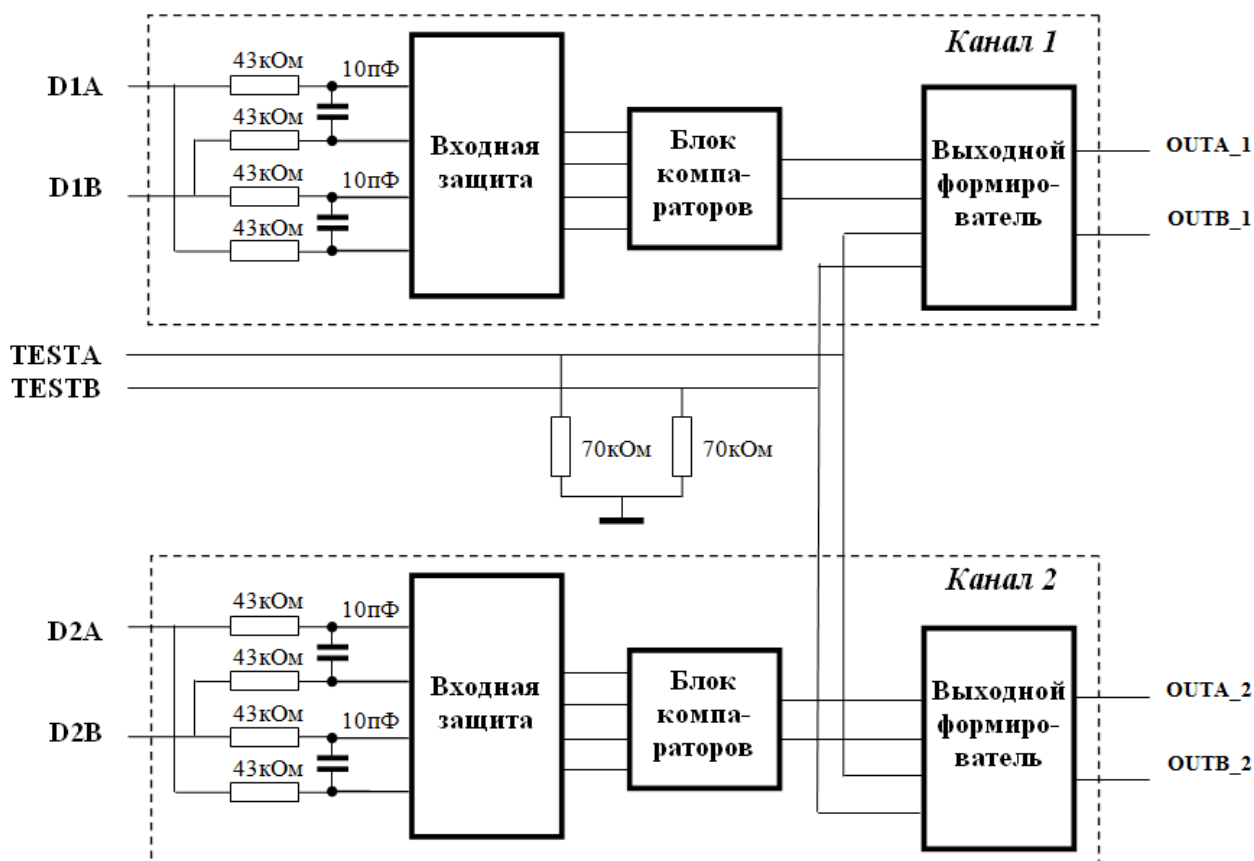 Канал 1
43кОм
10пФ
D1A
43кОм
Входная
защита
Блок
компа-
раторов
Выходной
формиро-
ватель
OUTA_1
43кОм
10пФ
D1B
43кОм
OUTB_1
TESTA
TESTB
70кОм
70кОм
Канал 2
43кОм
10пФ
D2A
43кОм
Входная
защита
Блок
компа-
раторов
Выходной
формиро-
ватель
OUTA_2
43кОм
10пФ
D2B
43кОм
OUTB_2